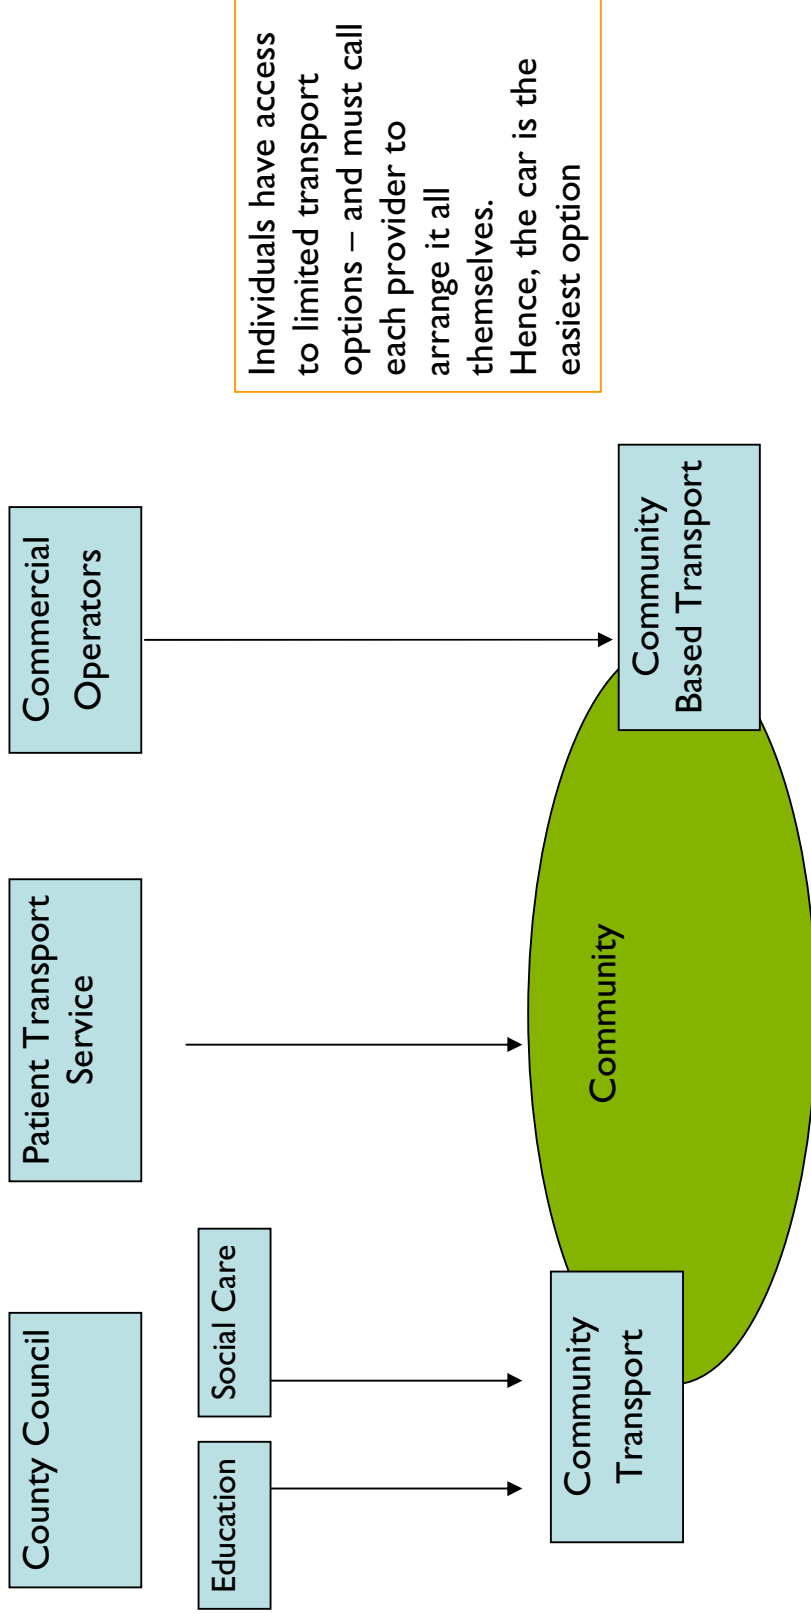 County Council
Patient Transport
Service
Commercial
Operators
Education
Social Care
Community
Transport
Community
Community
Based Transport
Individuals have access
to limited transport
options – and must call
each provider to
arrange it all
themselves.
Hence, the car is the
easiest option